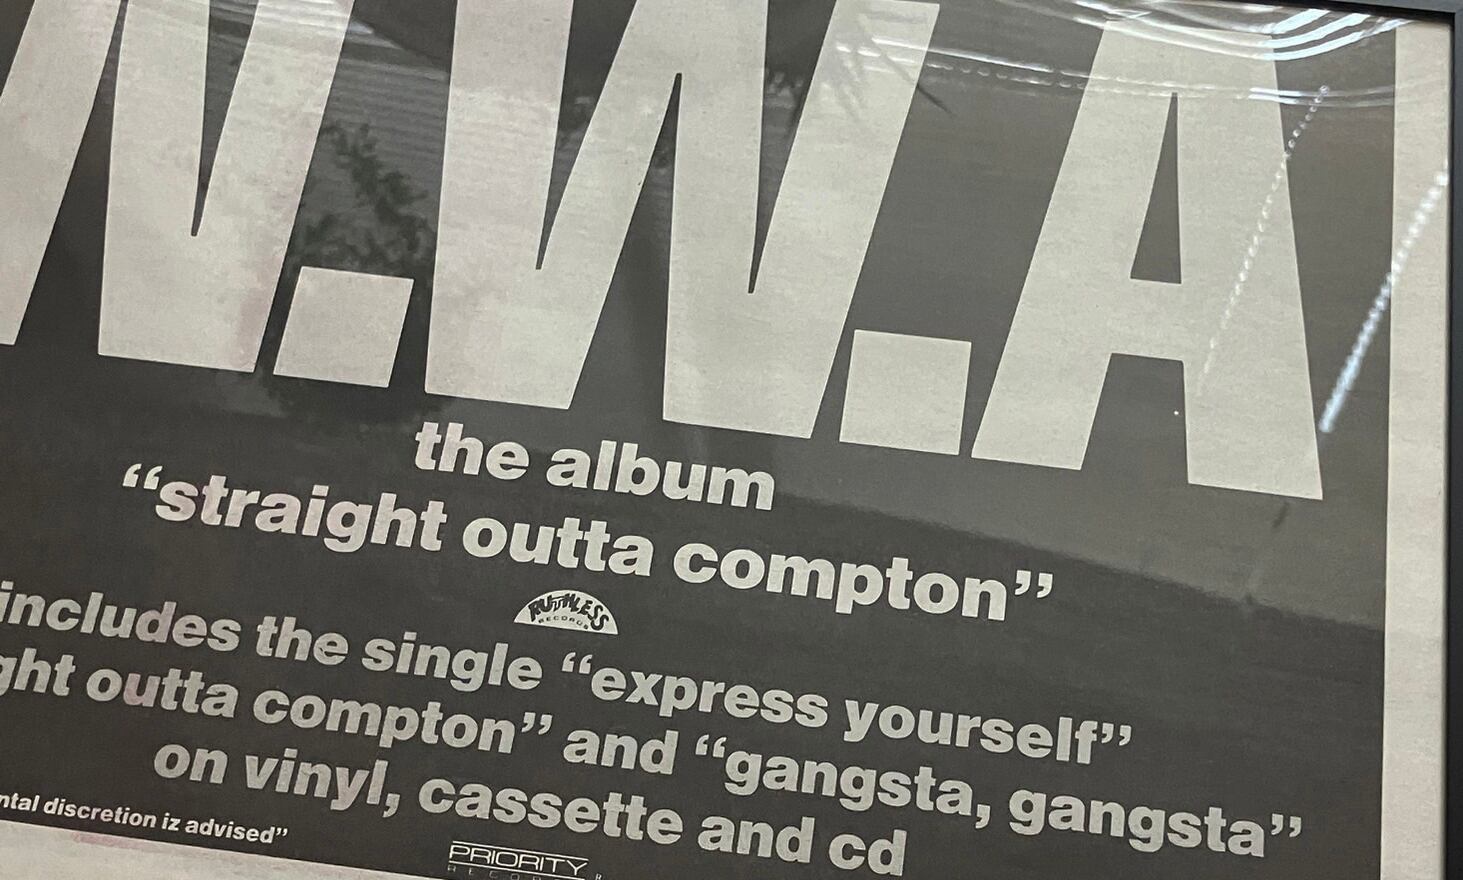 N.W.A
the album
“straight outta compton”
RUTHLESS
RECORDS
includes the single “express yourself”
ght outta compton” and “gangsta, gangsta”
on vinyl, cassette and cd
ntal discretion iz advised”
PRIORITY
RECO